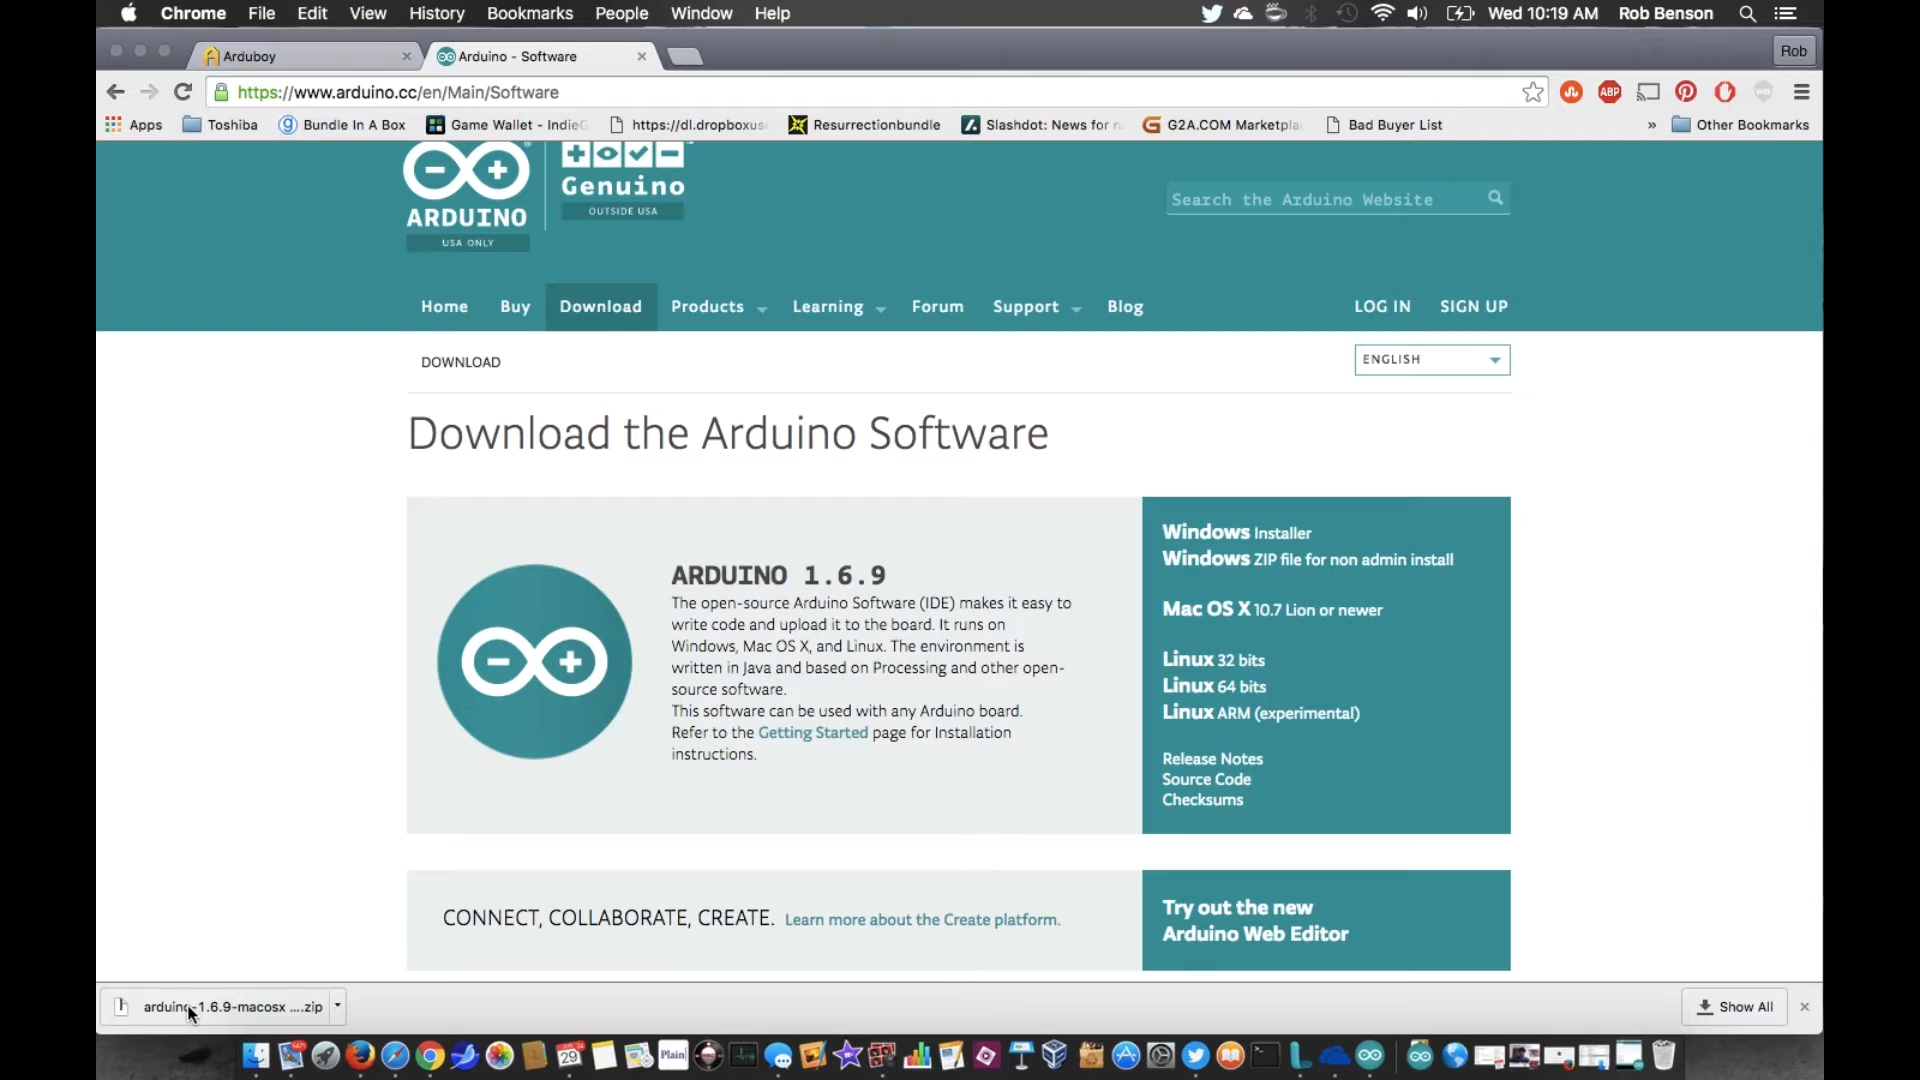 Chrome File Edit View History Bookmarks People Window Help Wed 10:19 AM Rob Benson
Arduboy Arduino - Software Rob
https://www.arduino.cc/en/Main/Software ABP
Apps Toshiba Bundle In A Box Game Wallet - IndieG https://dl.dropboxus Resurrectionbundle Slashdot: News for n G2A.COM Marketpla Bad Buyer List » Other Bookmarks
ARDUINO
USA ONLY
Genuino
OUTSIDE USA
Search the Arduino Website
Home Buy Download Products Learning Forum Support Blog LOG IN SIGN UP
DOWNLOAD
ENGLISH
Download the Arduino Software
ARDUINO 1.6.9
The open-source Arduino Software (IDE) makes it easy to
write code and upload it to the board. It runs on
Windows, Mac OS X, and Linux. The environment is
written in Java and based on Processing and other open-
source software.
This software can be used with any Arduino board.
Refer to the Getting Started page for Installation
instructions.
Windows Installer
Windows ZIP file for non admin install
Mac OS X 10.7 Lion or newer
Linux 32 bits
Linux 64 bits
Linux ARM (experimental)
Release Notes
Source Code
Checksums
CONNECT, COLLABORATE, CREATE. Learn more about the Create platform.
Try out the new
Arduino Web Editor
arduino-1.6.9-macosx ....zip
Show All
29
Plain